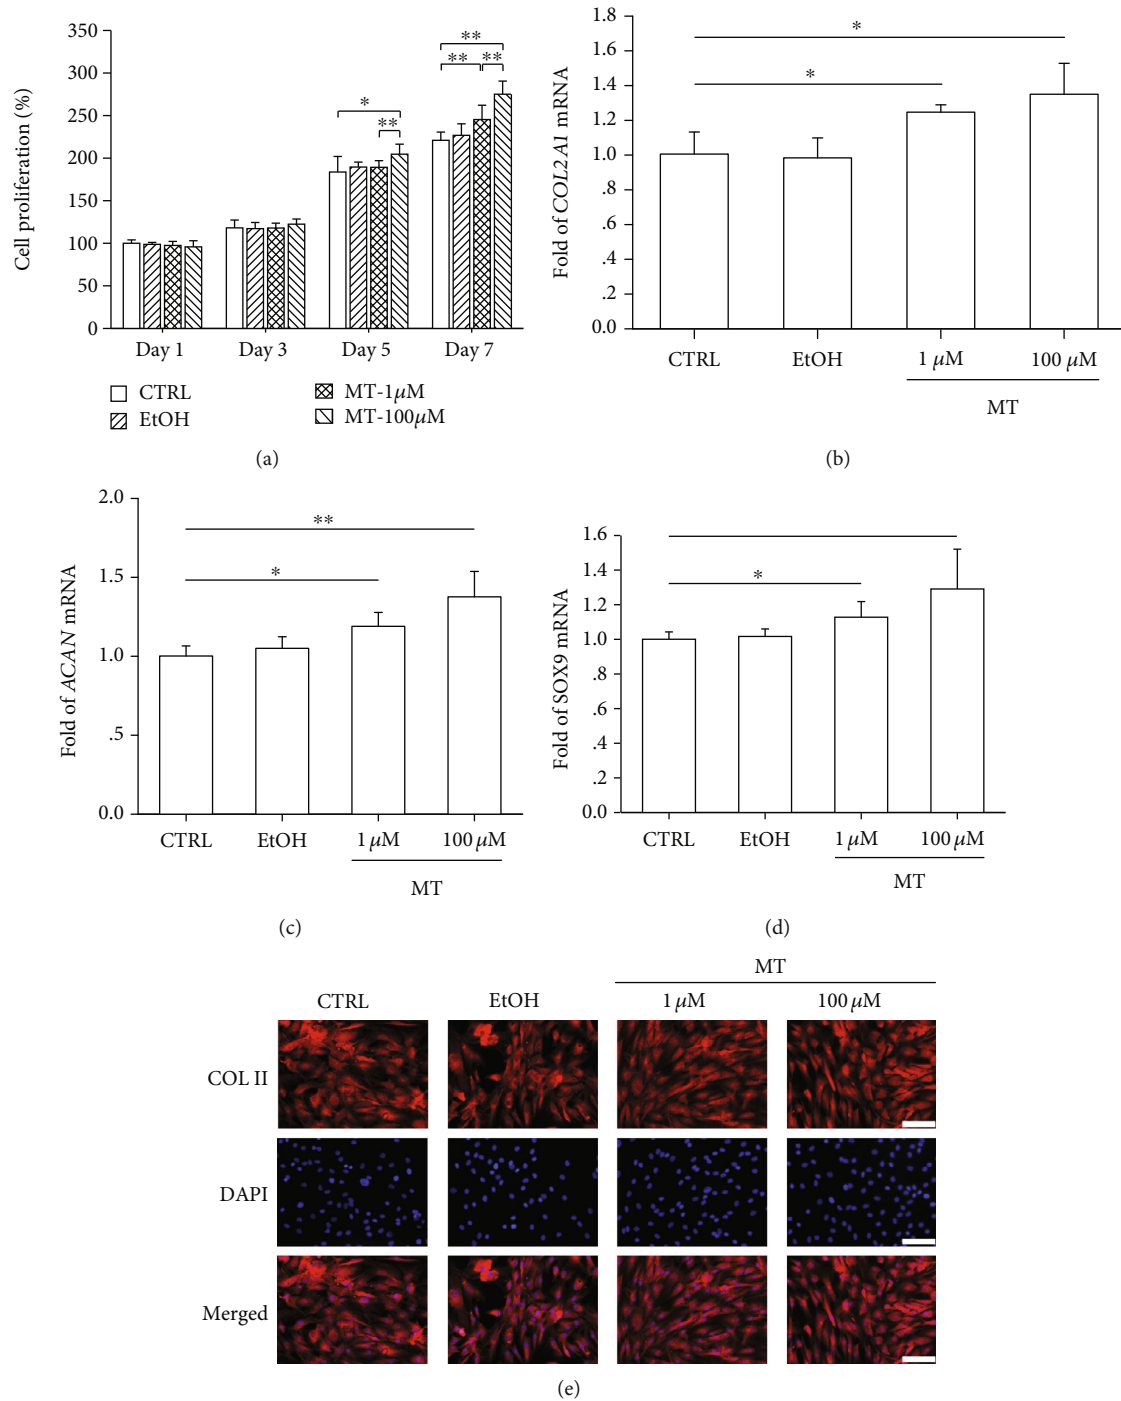 Cell proliferation (%)
350
300
250
200
150
100
50
0
* ** ** ** **
**
Day 1 Day 3 Day 5 Day 7
CTRL
EtOH
MT-1μM
MT-100μM
(a)
Fold of COL2A1 mRNA
1.8
1.6
1.4
1.2
1.0
.8
.6
.4
.2
0.0
*
*
CTRL EtOH 1 μM 100 μM
MT
(b)
Fold of ACAN mRNA
2.0
1.5
1.0
.5
0.0
**
*
CTRL EtOH 1 μM 100 μM
MT
(c)
Fold of SOX9 mRNA
1.6
1.4
1.2
1.0
.8
.6
.4
.2
0.0
*
CTRL EtOH 1 μM 100 μM
MT
(d)
MT
CTRL EtOH 1 μM 100 μM
COL II
DAPI
Merged
(e)